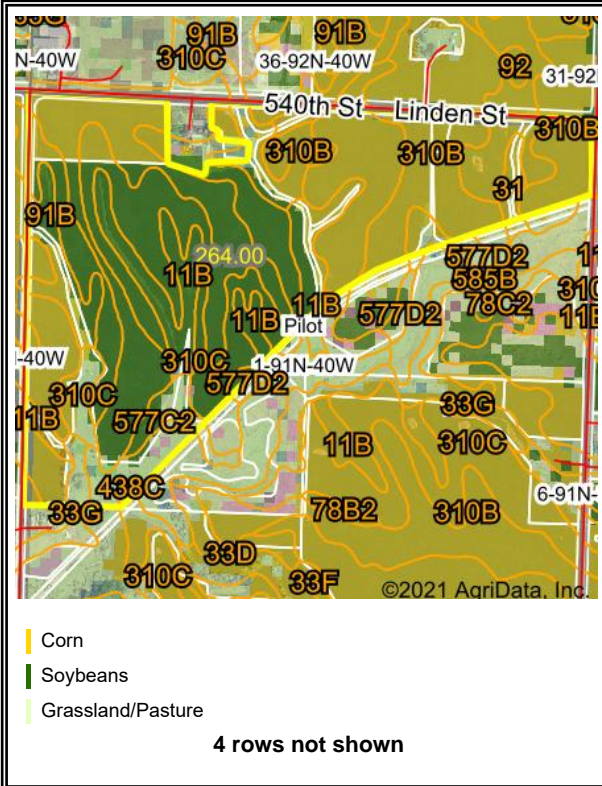 33G
91B
91B
310
N-40W
310C
36-92N-40W
92
31-92
540th St Linden St
310B
310B
310B
31
91B
264.00
577D2
11
11B
585B
310
78C2
11B
577D2
11B
11B
Pilot
-40W
310C
1-91N-40W
577D2
310C
33G
11B
577C2
11B
310C
438C
6-91N-
33G
78B2
310B
33D
310C
33F
©2021 AgriData, Inc.
Corn
Soybeans
Grassland/Pasture
4 rows not shown